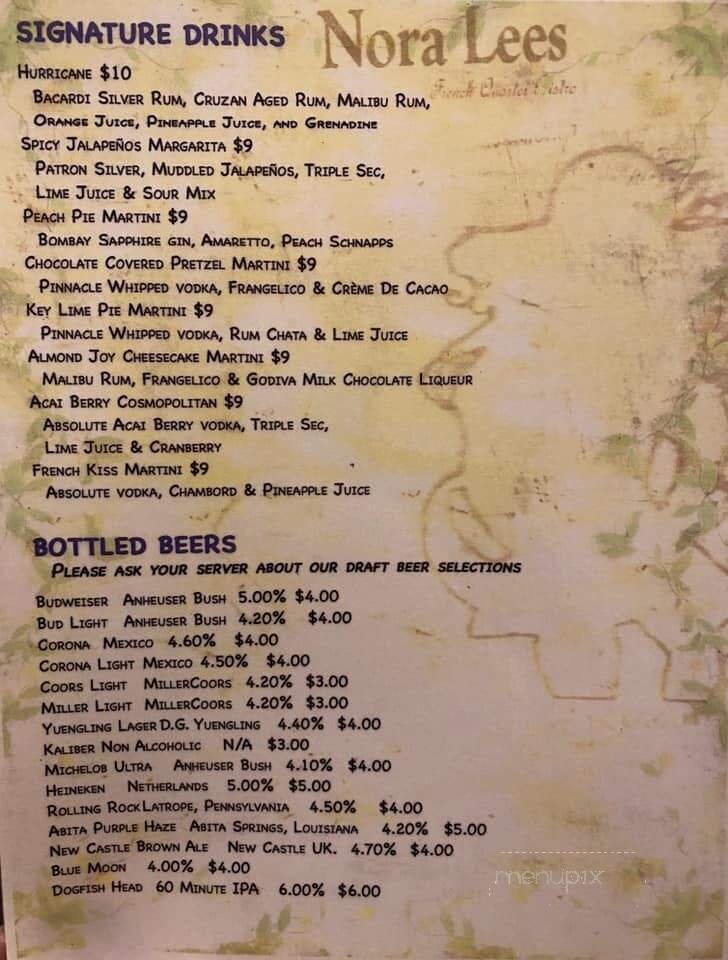 SIGNATURE DRINKS
Nora Lees
French Quarter Bistro
HURRICANE $10
BACARDI SILVER RUM, CRUZAN AGED RUM, MALIBU RUM,
ORANGE JUICE, PINEAPPLE JUICE, AND GRENADINE
SPICY JALAPEÑOS MARGARITA $9
PATRON SILVER, MUDDLED JALAPEÑOS, TRIPLE SEC,
LIME JUICE & SOUR MIX
PEACH PIE MARTINI $9
BOMBAY SAPPHIRE GIN, AMARETTO, PEACH SCHNAPPS
CHOCOLATE COVERED PRETZEL MARTINI $9
PINNACLE WHIPPED VODKA, FRANGELICO & CRÈME DE CACAO
KEY LIME PIE MARTINI $9
PINNACLE WHIPPED VODKA, RUM CHATA & LIME JUICE
ALMOND JOY CHEESECAKE MARTINI $9
MALIBU RUM, FRANGELICO & GODIVA MILK CHOCOLATE LIQUEUR
ACAI BERRY COSMOPOLITAN $9
ABSOLUTE ACAI BERRY VODKA, TRIPLE SEC,
LIME JUICE & CRANBERRY
FRENCH KISS MARTINI $9
ABSOLUTE VODKA, CHAMBORD & PINEAPPLE JUICE
BOTTLED BEERS
PLEASE ASK YOUR SERVER ABOUT OUR DRAFT BEER SELECTIONS
BUDWEISER ANHEUSER BUSH 5.00% $4.00
BUD LIGHT ANHEUSER BUSH 4.20% $4.00
CORONA MEXICO 4.60% $4.00
CORONA LIGHT MEXICO 4.50% $4.00
COORS LIGHT MILLERCOORS 4.20% $3.00
MILLER LIGHT MILLERCOORS 4.20% $3.00
YUENGLING LAGER D.G. YUENGLING 4.40% $4.00
KALIBER NON ALCOHOLIC N/A $3.00
MICHELOB ULTRA ANHEUSER BUSH 4.10% $4.00
HEINEKEN NETHERLANDS 5.00% $5.00
ROLLING ROCK LATROPE, PENNSYLVANIA 4.50% $4.00
ABITA PURPLE HAZE ABITA SPRINGS, LOUISIANA 4.20% $5.00
NEW CASTLE BROWN ALE NEW CASTLE UK. 4.70% $4.00
BLUE MOON 4.00% $4.00
DOGFISH HEAD 60 MINUTE IPA 6.00% $6.00
menupix